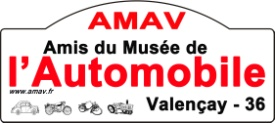 AMAV
Amis du Musée de
l'Automobile
www.amav.fr
Valençay - 36